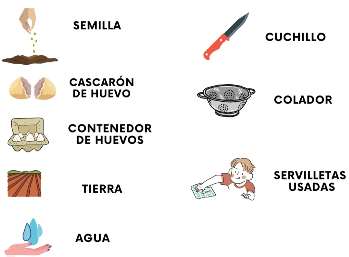 SEMILLA
CASCARÓN
DE HUEVO
CONTENEDOR
DE HUEVOS
TIERRA
AGUA
CUCHILLO
COLADOR
SERVILLETAS
USADAS